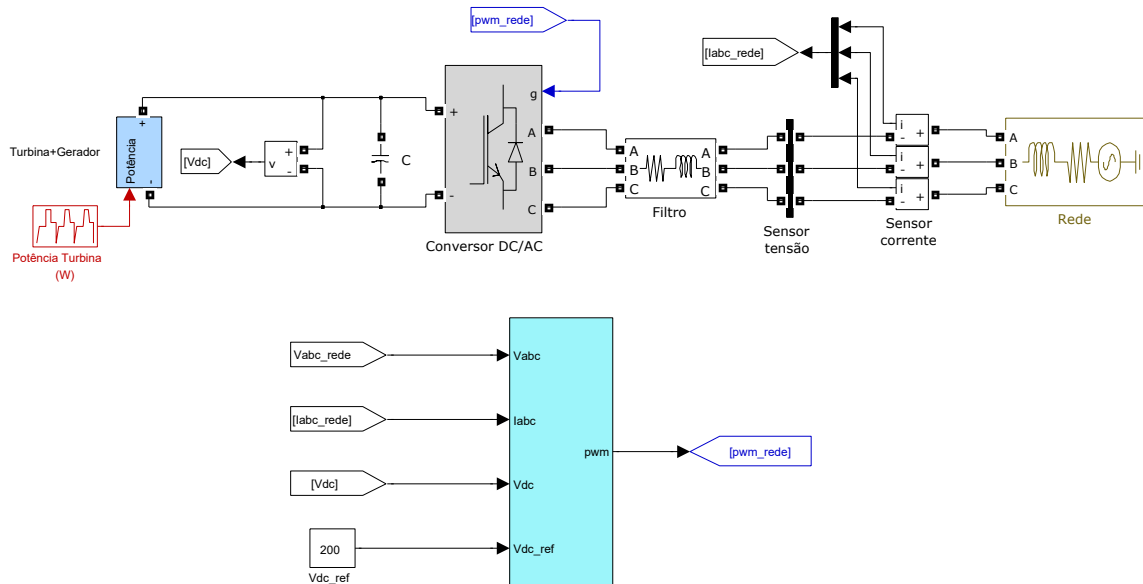 [pwm_rede]
[Iabc_rede]
g
+
-
A
B
C
Conversor DC/AC
Turbina+Gerador
+
Potência
-
[Vdc]
v
+
-
C
Potência Turbina
(W)
A
B
C
A
B
C
Filtro
Sensor
tensão
i
-
+
i
-
+
i
-
+
Sensor
corrente
A
B
C
Rede
Vabc_rede
Vabc
[Iabc_rede]
Iabc
pwm
[pwm_rede]
[Vdc]
Vdc
200
Vdc_ref
Vdc_ref